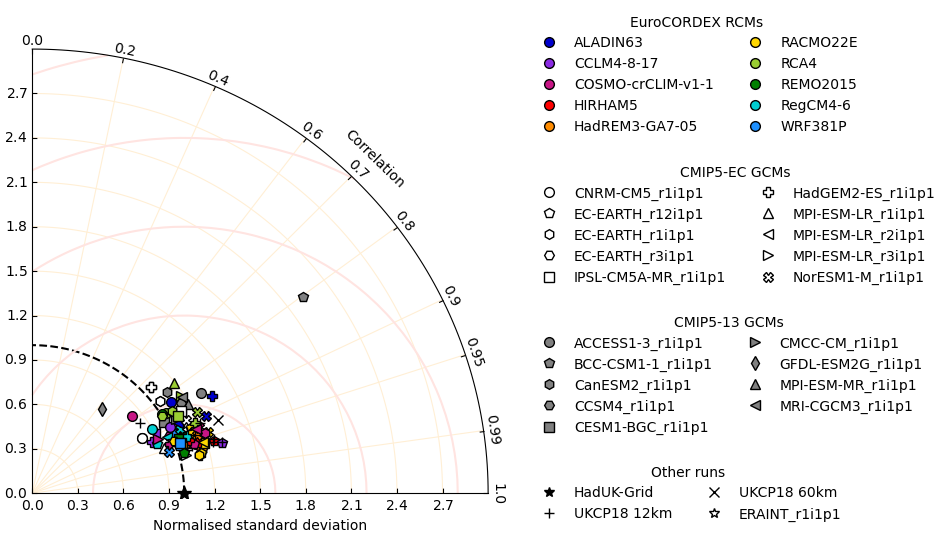 0.0
0.2
0.4
0.6
Correlation
0.7
0.8
0.9
0.95
0.99
1.0
2.7
2.4
2.1
1.8
1.5
1.2
0.9
0.6
0.3
0.0
0.0 0.3 0.6 0.9 1.2 1.5 1.8 2.1 2.4 2.7
Normalised standard deviation
EuroCORDEX RCMs
ALADIN63 RACMO22E
CCLM4-8-17 RCA4
COSMO-crCLIM-v1-1 REMO2015
HIRHAM5 RegCM4-6
HadREM3-GA7-05 WRF381P
CMIP5-EC GCMs
CNRM-CM5_r1i1p1 HadGEM2-ES_r1i1p1
EC-EARTH_r12i1p1 MPI-ESM-LR_r1i1p1
EC-EARTH_r1i1p1 MPI-ESM-LR_r2i1p1
EC-EARTH_r3i1p1 MPI-ESM-LR_r3i1p1
IPSL-CM5A-MR_r1i1p1 NorESM1-M_r1i1p1
CMIP5-13 GCMs
ACCESS1-3_r1i1p1 CMCC-CM_r1i1p1
BCC-CSM1-1_r1i1p1 GFDL-ESM2G_r1i1p1
CanESM2_r1i1p1 MPI-ESM-MR_r1i1p1
CCSM4_r1i1p1 MRI-CGCM3_r1i1p1
CESM1-BGC_r1i1p1
Other runs
HadUK-Grid UKCP18 60km
UKCP18 12km ERAINT_r1i1p1